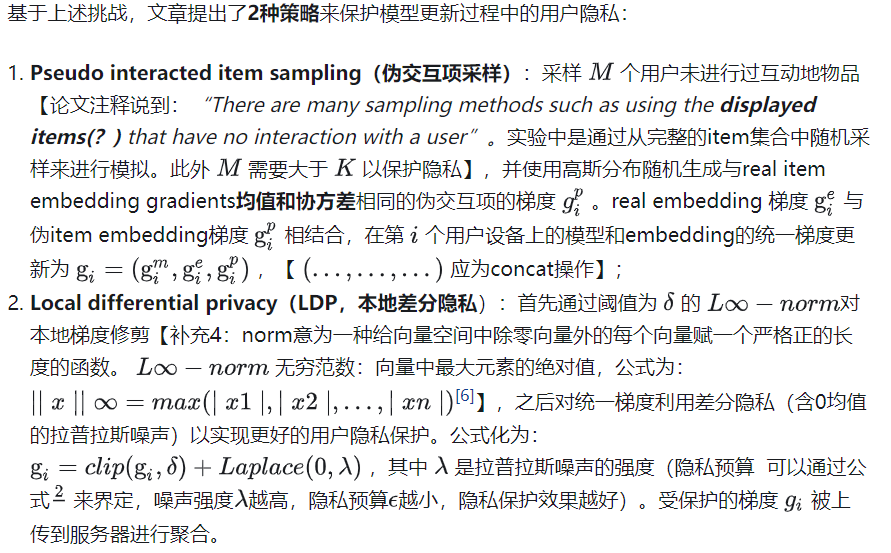 基于上述挑战，文章提出了2种策略来保护模型更新过程中的用户隐私：
1. Pseudo interacted item sampling（伪交互项采样）：采样 M 个用户未进行过互动地物品
【论文注释说到：“There are many sampling methods such as using the displayed
items(? ) that have no interaction with a user”。实验中是通过从完整的item集合中随机采
样来进行模拟。此外 M 需要大于 K 以保护隐私】，并使用高斯分布随机生成与real item
embedding gradients均值和协方差相同的伪交互项的梯度 g_i^p 。real embedding 梯度 g_i^e 与
伪item embedding梯度 g_i^p 相结合，在第 i 个用户设备上的模型和embedding的统一梯度更
新为 g_i = (g_i^m, g_i^e, g_i^p) ，【 (...,...,...) 应为concat操作】；
2. Local differential privacy（LDP，本地差分隐私）：首先通过阈值为 δ 的 L∞ − norm对
本地梯度修剪【补充4：norm意为一种给向量空间中除零向量外的每个向量赋一个严格正的长
度的函数。 L∞ − norm 无穷范数：向量中最大元素的绝对值，公式为：
|| x || ∞ = max(| x1 |,| x2 |,...,| xn |)[6]】，之后对统一梯度利用差分隐私（含0均值
的拉普拉斯噪声）以实现更好的用户隐私保护。公式化为：
g_i = clip(g_i, δ) + Laplace(0, λ) ，其中 λ 是拉普拉斯噪声的强度（隐私预算 可以通过公
式 2 来界定，噪声强度λ越高，隐私预算ϵ越小，隐私保护效果越好）。受保护的梯度 g_i 被上
传到服务器进行聚合。